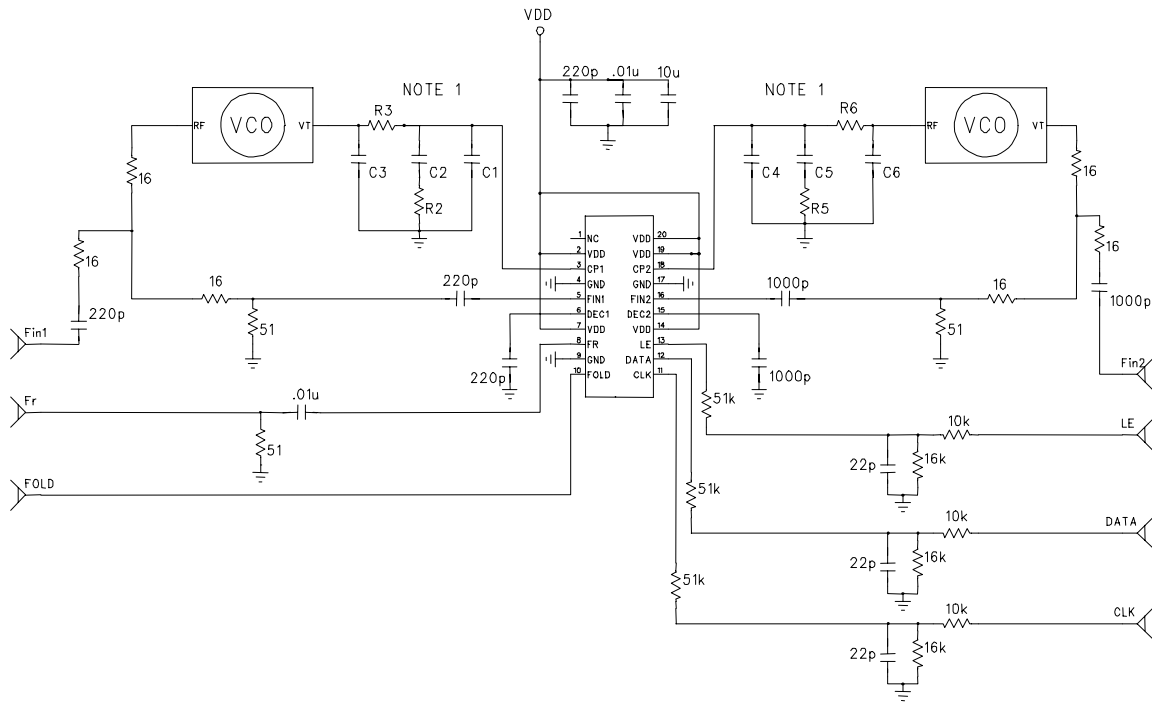 VDD
220p .01u 10u
NOTE 1
NOTE 1
RF VCO VT
R3
R6
RF VCO VT
16
C3 C2 C1
R2
C4 C5 C6
R5
16
16
16
220p
16
51
220p
1 NC VDD 20
2 VDD VDD 19
3 CP1 CP2 18
4 GND GND 17
5 FIN1 FIN2 16
6 DEC1 DEC2 15
7 VDD VDD 14
8 FR LE 13
9 GND DATA 12
10 FOLD CLK 11
1000p
16
51
1000p
Fin1
220p
1000p
Fin2
Fr
.01u
51
51k
10k
LE
22p
16k
FOLD
51k
10k
DATA
22p
16k
51k
10k
CLK
22p
16k